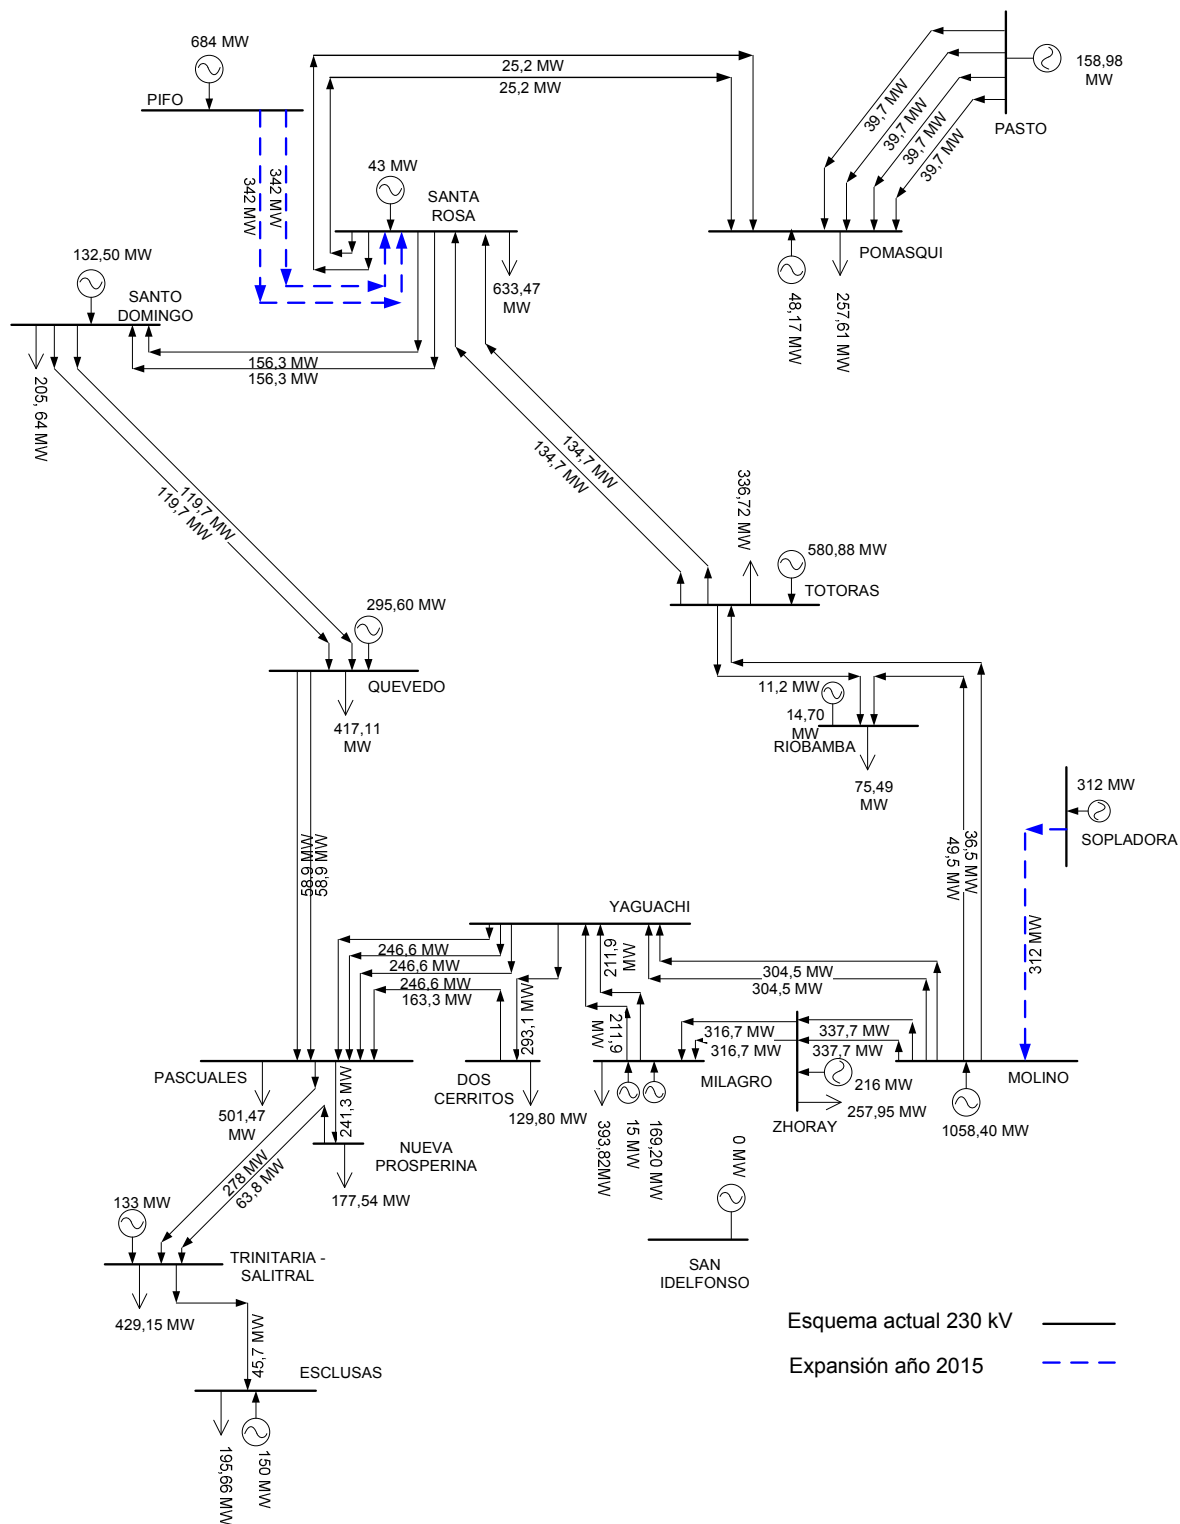 684 MW
PIFO
342 MW
342 MW
25,2 MW
25,2 MW
39,7 MW
39,7 MW
39,7 MW
39,7 MW
158,98
MW
PASTO
43 MW
SANTA
ROSA
633,47
MW
POMASQUI
48,17 MW
257,61 MW
132,50 MW
SANTO
DOMINGO
156,3 MW
156,3 MW
205, 64 MW
119,7 MW
119,7 MW
134,7 MW
134,7 MW
336,72 MW
580,88 MW
TOTORAS
295,60 MW
QUEVEDO
417,11
MW
11,2 MW
14,70
MW
RIOBAMBA
75,49
MW
312 MW
SOPLADORA
312 MW
36,5 MW
49,5 MW
58,9 MW
58,9 MW
YAGUACHI
246,6 MW
246,6 MW
246,6 MW
163,3 MW
293,1 MW
211,9
MW
211,9
MW
304,5 MW
304,5 MW
316,7 MW
316,7 MW
337,7 MW
337,7 MW
PASCUALES
501,47
MW
241,3 MW
DOS
CERRITOS
129,80 MW
MILAGRO
393,82MW
15 MW
169,20 MW
216 MW
257,95 MW
ZHORAY
MOLINO
1058,40 MW
NUEVA
PROSPERINA
177,54 MW
278 MW
63,8 MW
133 MW
TRINITARIA -
SALITRAL
429,15 MW
0 MW
SAN
IDELFONSO
45,7 MW
ESCLUSAS
195,66 MW
150 MW
Esquema actual 230 kV
Expansión año 2015